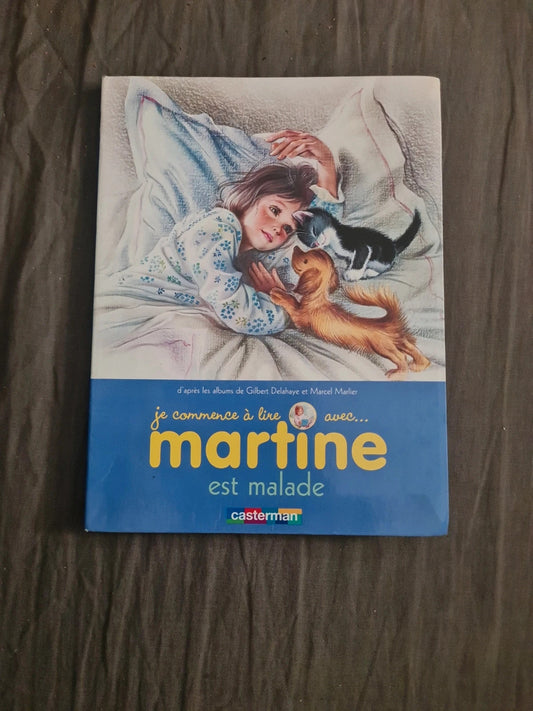 d'après les albums de Gilbert Delahaye et Marcel Marlier
je commence à lire avec...
martine
est malade
casterman